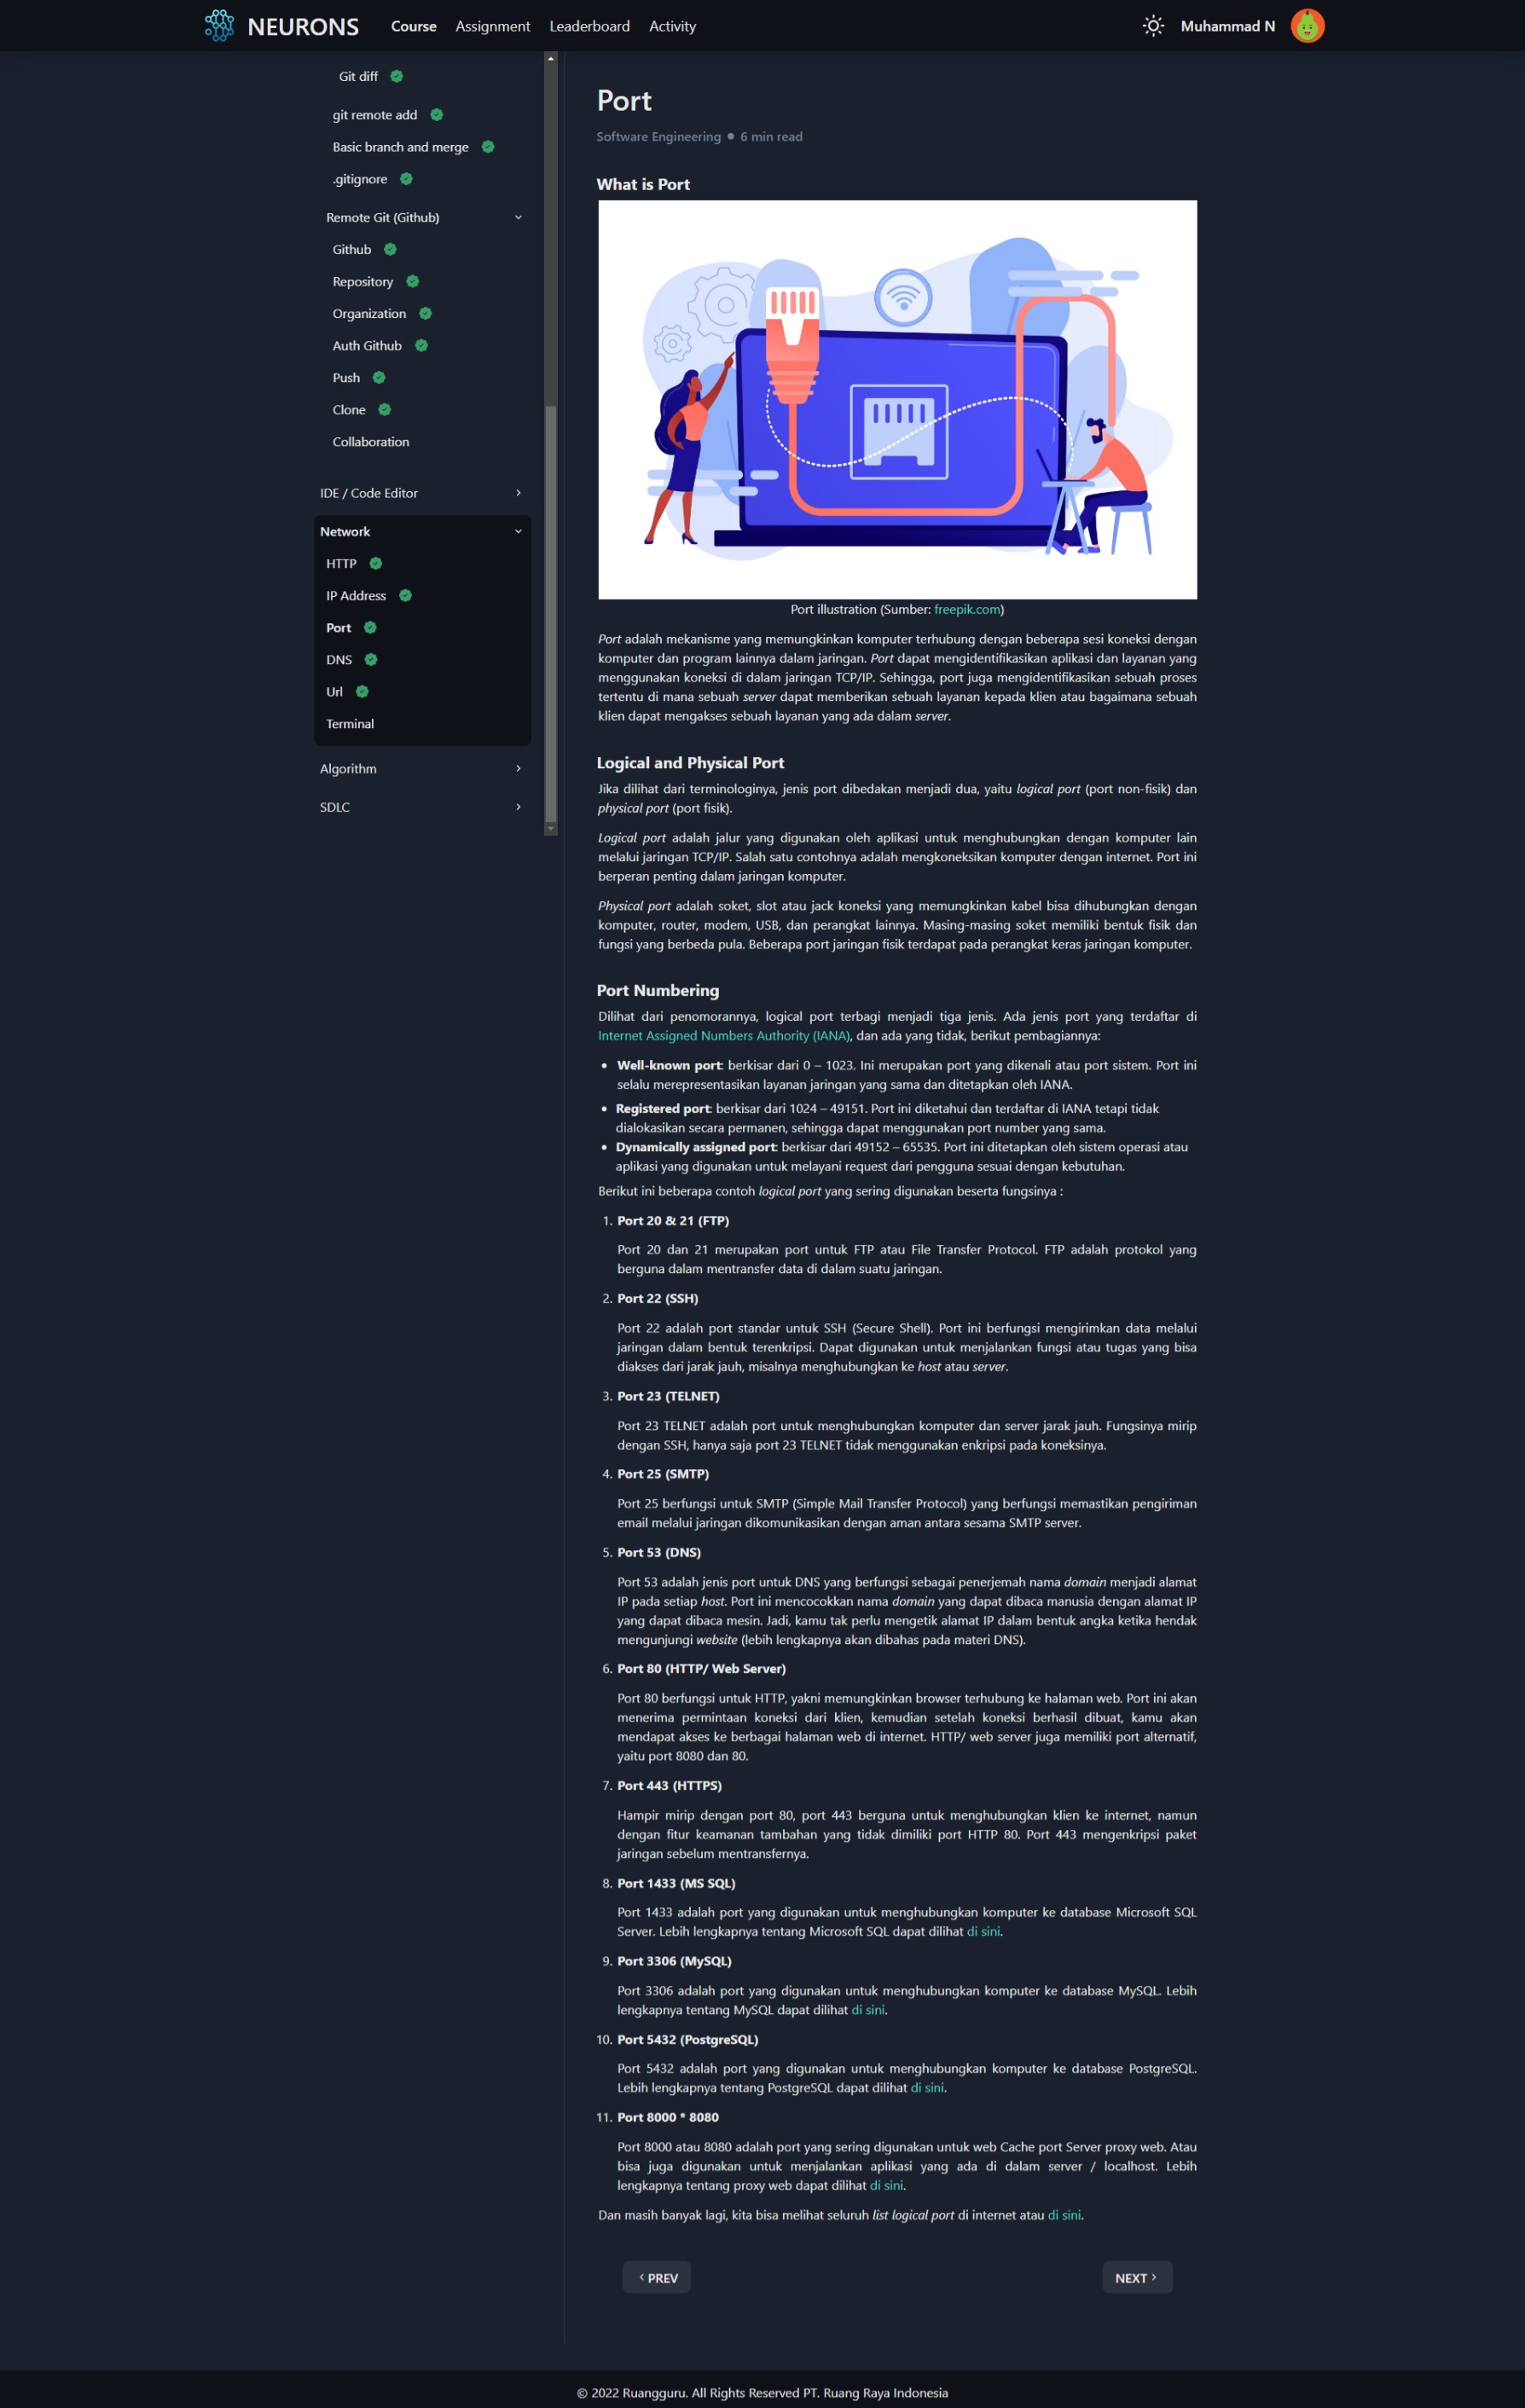 NEURONS
Course
Assignment
Leaderboard
Activity
Muhammad N
Git diff
git remote add
Basic branch and merge
.gitignore
Remote Git (Github)
Github
Repository
Organization
Auth Github
Push
Clone
Collaboration
IDE / Code Editor
Network
HTTP
IP Address
Port
DNS
Url
Terminal
Algorithm
SDLC
Port
Software Engineering ● 6 min read
What is Port
Port illustration (Sumber: freepik.com)
Port adalah mekanisme yang memungkinkan komputer terhubung dengan beberapa sesi koneksi dengan
komputer dan program lainnya dalam jaringan. Port dapat mengidentifikasikan aplikasi dan layanan yang
menggunakan koneksi di dalam jaringan TCP/IP. Sehingga, port juga mengidentifikasikan sebuah proses
tertentu di mana sebuah server dapat memberikan sebuah layanan kepada klien atau bagaimana sebuah
klien dapat mengakses sebuah layanan yang ada dalam server.
Logical and Physical Port
Jika dilihat dari terminologinya, jenis port dibedakan menjadi dua, yaitu logical port (port non-fisik) dan
physical port (port fisik).
Logical port adalah jalur yang digunakan oleh aplikasi untuk menghubungkan dengan komputer lain
melalui jaringan TCP/IP. Salah satu contohnya adalah mengkoneksikan komputer dengan internet. Port ini
berperan penting dalam jaringan komputer.
Physical port adalah soket, slot atau jack koneksi yang memungkinkan kabel bisa dihubungkan dengan
komputer, router, modem, USB, dan perangkat lainnya. Masing-masing soket memiliki bentuk fisik dan
fungsi yang berbeda pula. Beberapa port jaringan fisik terdapat pada perangkat keras jaringan komputer.
Port Numbering
Dilihat dari penomorannya, logical port terbagi menjadi tiga jenis. Ada jenis port yang terdaftar di
Internet Assigned Numbers Authority (IANA), dan ada yang tidak, berikut pembagiannya:
• Well-known port: berkisar dari 0 – 1023. Ini merupakan port yang dikenali atau port sistem. Port ini
selalu merepresentasikan layanan jaringan yang sama dan ditetapkan oleh IANA.
• Registered port: berkisar dari 1024 – 49151. Port ini diketahui dan terdaftar di IANA tetapi tidak
dialokasikan secara permanen, sehingga dapat menggunakan port number yang sama.
• Dynamically assigned port: berkisar dari 49152 – 65535. Port ini ditetapkan oleh sistem operasi atau
aplikasi yang digunakan untuk melayani request dari pengguna sesuai dengan kebutuhan.
Berikut ini beberapa contoh logical port yang sering digunakan beserta fungsinya :
1. Port 20 & 21 (FTP)
Port 20 dan 21 merupakan port untuk FTP atau File Transfer Protocol. FTP adalah protokol yang
berguna dalam mentransfer data di dalam suatu jaringan.
2. Port 22 (SSH)
Port 22 adalah port standar untuk SSH (Secure Shell). Port ini berfungsi mengirimkan data melalui
jaringan dalam bentuk terenkripsi. Dapat digunakan untuk menjalankan fungsi atau tugas yang bisa
diakses dari jarak jauh, misalnya menghubungkan ke host atau server.
3. Port 23 (TELNET)
Port 23 TELNET adalah port untuk menghubungkan komputer dan server jarak jauh. Fungsinya mirip
dengan SSH, hanya saja port 23 TELNET tidak menggunakan enkripsi pada koneksinya.
4. Port 25 (SMTP)
Port 25 berfungsi untuk SMTP (Simple Mail Transfer Protocol) yang berfungsi memastikan pengiriman
email melalui jaringan dikomunikasikan dengan aman antara sesama SMTP server.
5. Port 53 (DNS)
Port 53 adalah jenis port untuk DNS yang berfungsi sebagai penerjemah nama domain menjadi alamat
IP pada setiap host. Port ini mencocokkan nama domain yang dapat dibaca manusia dengan alamat IP
yang dapat dibaca mesin. Jadi, kamu tak perlu mengetik alamat IP dalam bentuk angka ketika hendak
mengunjungi website (lebih lengkapnya akan dibahas pada materi DNS).
6. Port 80 (HTTP/ Web Server)
Port 80 berfungsi untuk HTTP, yakni memungkinkan browser terhubung ke halaman web. Port ini akan
menerima permintaan koneksi dari klien, kemudian setelah koneksi berhasil dibuat, kamu akan
mendapat akses ke berbagai halaman web di internet. HTTP/ web server juga memiliki port alternatif,
yaitu port 8080 dan 80.
7. Port 443 (HTTPS)
Hampir mirip dengan port 80, port 443 berguna untuk menghubungkan klien ke internet, namun
dengan fitur keamanan tambahan yang tidak dimiliki port HTTP 80. Port 443 mengenkripsi paket
jaringan sebelum mentransfernya.
8. Port 1433 (MS SQL)
Port 1433 adalah port yang digunakan untuk menghubungkan komputer ke database Microsoft SQL
Server. Lebih lengkapnya tentang Microsoft SQL dapat dilihat di sini.
9. Port 3306 (MySQL)
Port 3306 adalah port yang digunakan untuk menghubungkan komputer ke database MySQL. Lebih
lengkapnya tentang MySQL dapat dilihat di sini.
10. Port 5432 (PostgreSQL)
Port 5432 adalah port yang digunakan untuk menghubungkan komputer ke database PostgreSQL.
Lebih lengkapnya tentang PostgreSQL dapat dilihat di sini.
11. Port 8000 * 8080
Port 8000 atau 8080 adalah port yang sering digunakan untuk web Cache port Server proxy web. Atau
bisa juga digunakan untuk menjalankan aplikasi yang ada di dalam server / localhost. Lebih
lengkapnya tentang proxy web dapat dilihat di sini.
Dan masih banyak lagi, kita bisa melihat seluruh list logical port di internet atau di sini.
‹ PREV
NEXT ›
© 2022 Ruangguru. All Rights Reserved PT. Ruang Raya Indonesia